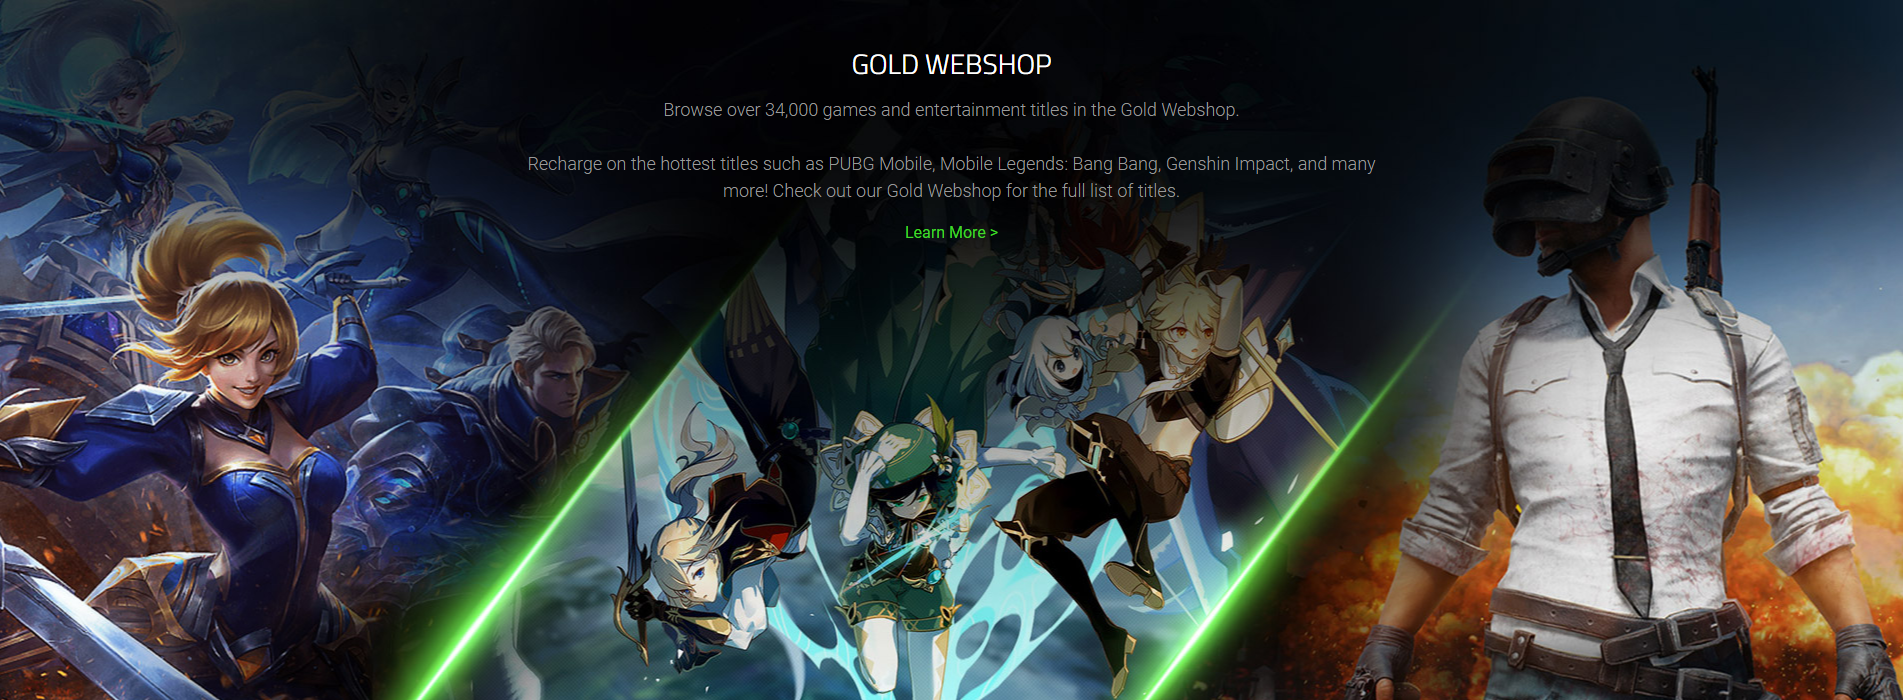 GOLD WEBSHOP
Browse over 34,000 games and entertainment titles in the Gold Webshop.
Recharge on the hottest titles such as PUBG Mobile, Mobile Legends: Bang Bang, Genshin Impact, and many
more! Check out our Gold Webshop for the full list of titles.
Learn More >